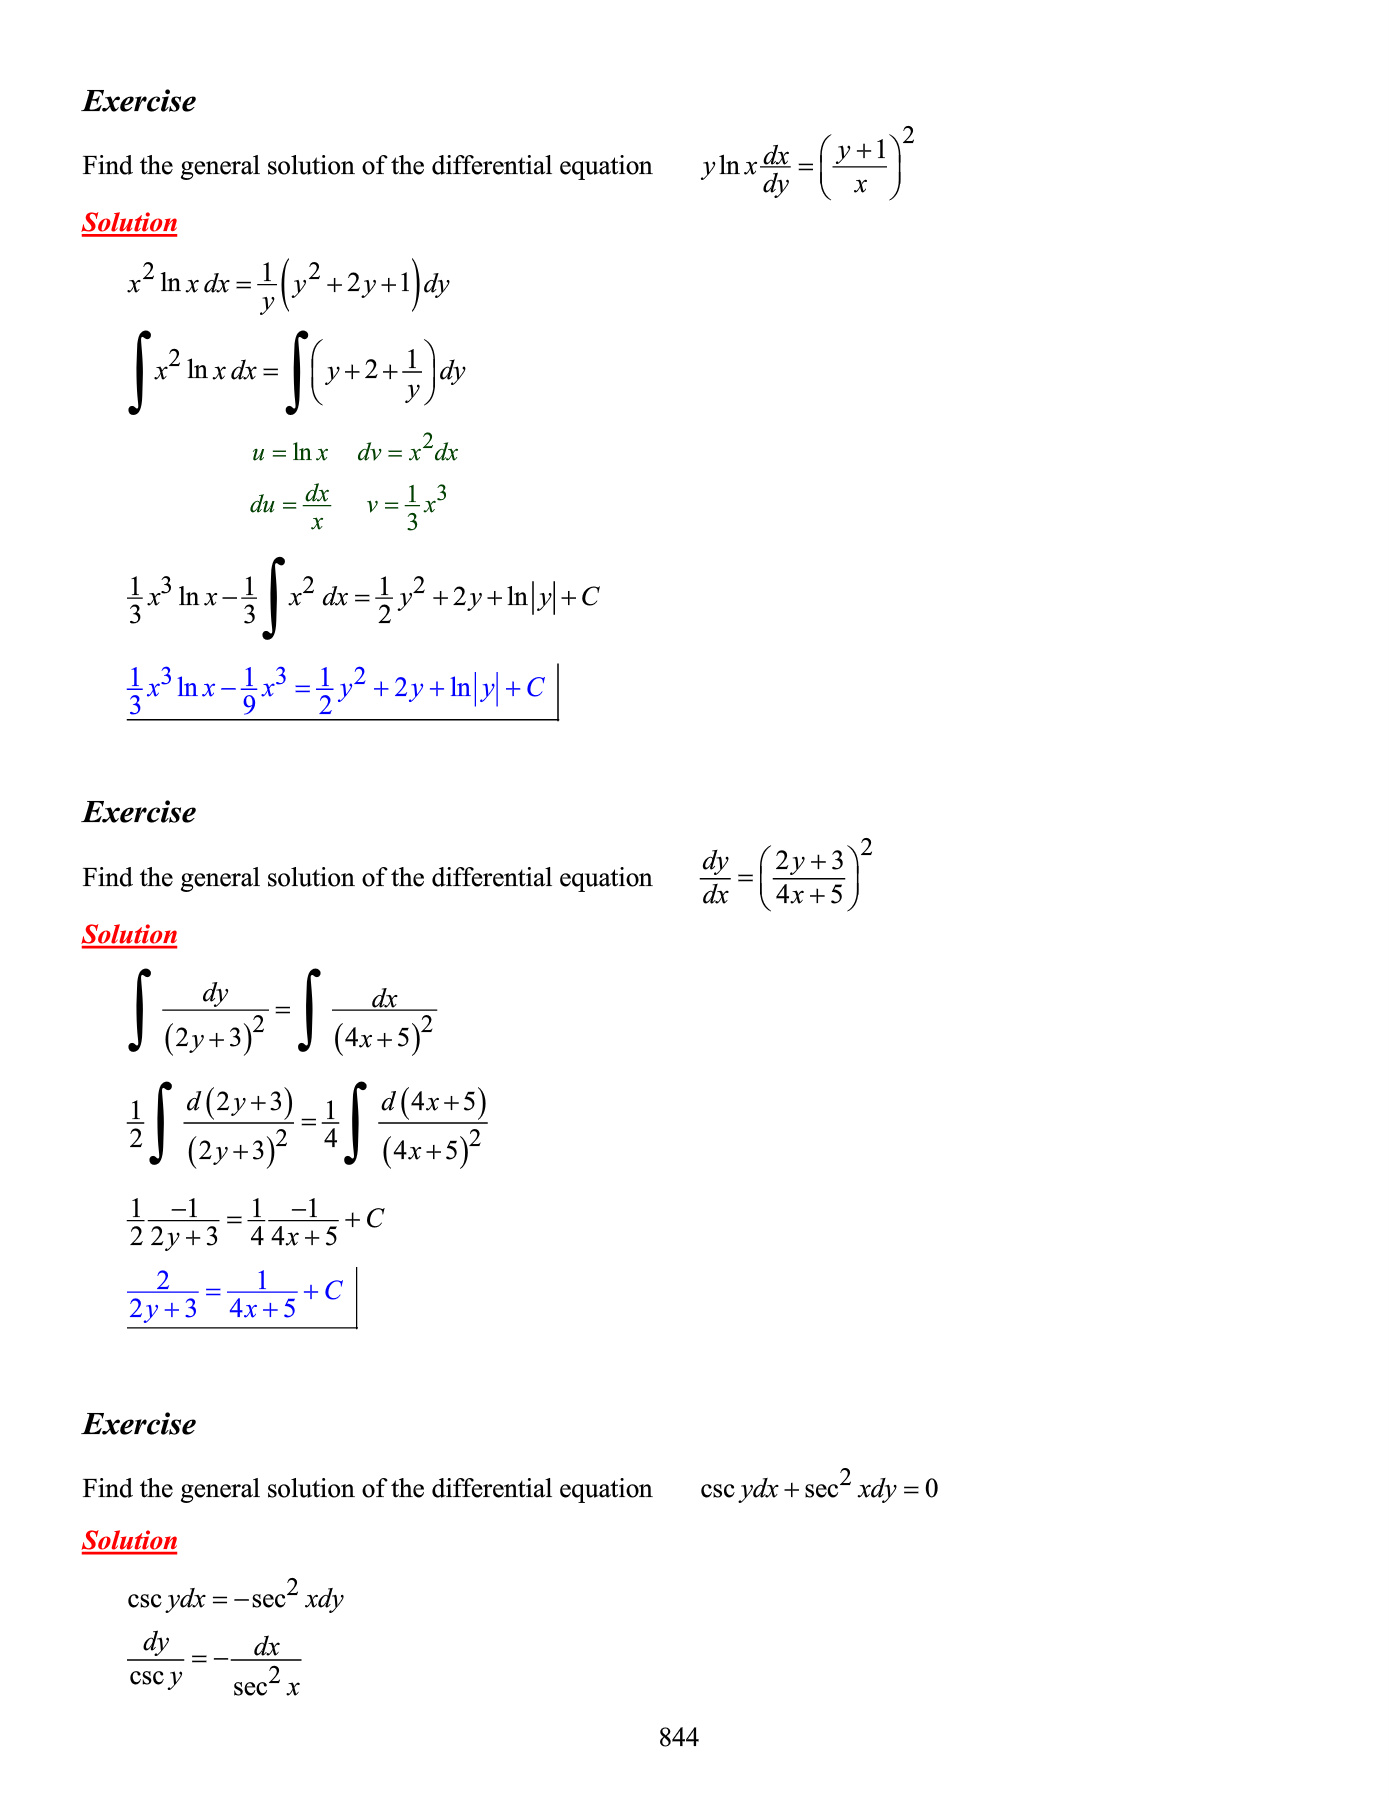 Exercise
Find the general solution of the differential equation $y \ln x \frac{dx}{dy} = \left(\frac{y+1}{x}\right)^2$
Solution
$x^2 \ln x \, dx = \frac{1}{y}\left(y^2 + 2y + 1\right) dy$
$\int x^2 \ln x \, dx = \int \left(y + 2 + \frac{1}{y}\right) dy$
$u = \ln x \quad dv = x^2 dx$
$du = \frac{dx}{x} \quad v = \frac{1}{3} x^3$
$\frac{1}{3} x^3 \ln x - \frac{1}{3} \int x^2 \, dx = \frac{1}{2} y^2 + 2y + \ln|y| + C$
$\frac{1}{3} x^3 \ln x - \frac{1}{9} x^3 = \frac{1}{2} y^2 + 2y + \ln|y| + C$
Exercise
Find the general solution of the differential equation $\frac{dy}{dx} = \left(\frac{2y+3}{4x+5}\right)^2$
Solution
$\int \frac{dy}{(2y+3)^2} = \int \frac{dx}{(4x+5)^2}$
$\frac{1}{2} \int \frac{d(2y+3)}{(2y+3)^2} = \frac{1}{4} \int \frac{d(4x+5)}{(4x+5)^2}$
$\frac{1}{2} \frac{-1}{2y+3} = \frac{1}{4} \frac{-1}{4x+5} + C$
$\frac{2}{2y+3} = \frac{1}{4x+5} + C$
Exercise
Find the general solution of the differential equation $\csc y dx + \sec^2 x dy = 0$
Solution
$\csc y dx = -\sec^2 x dy$
$\frac{dy}{\csc y} = -\frac{dx}{\sec^2 x}$
844